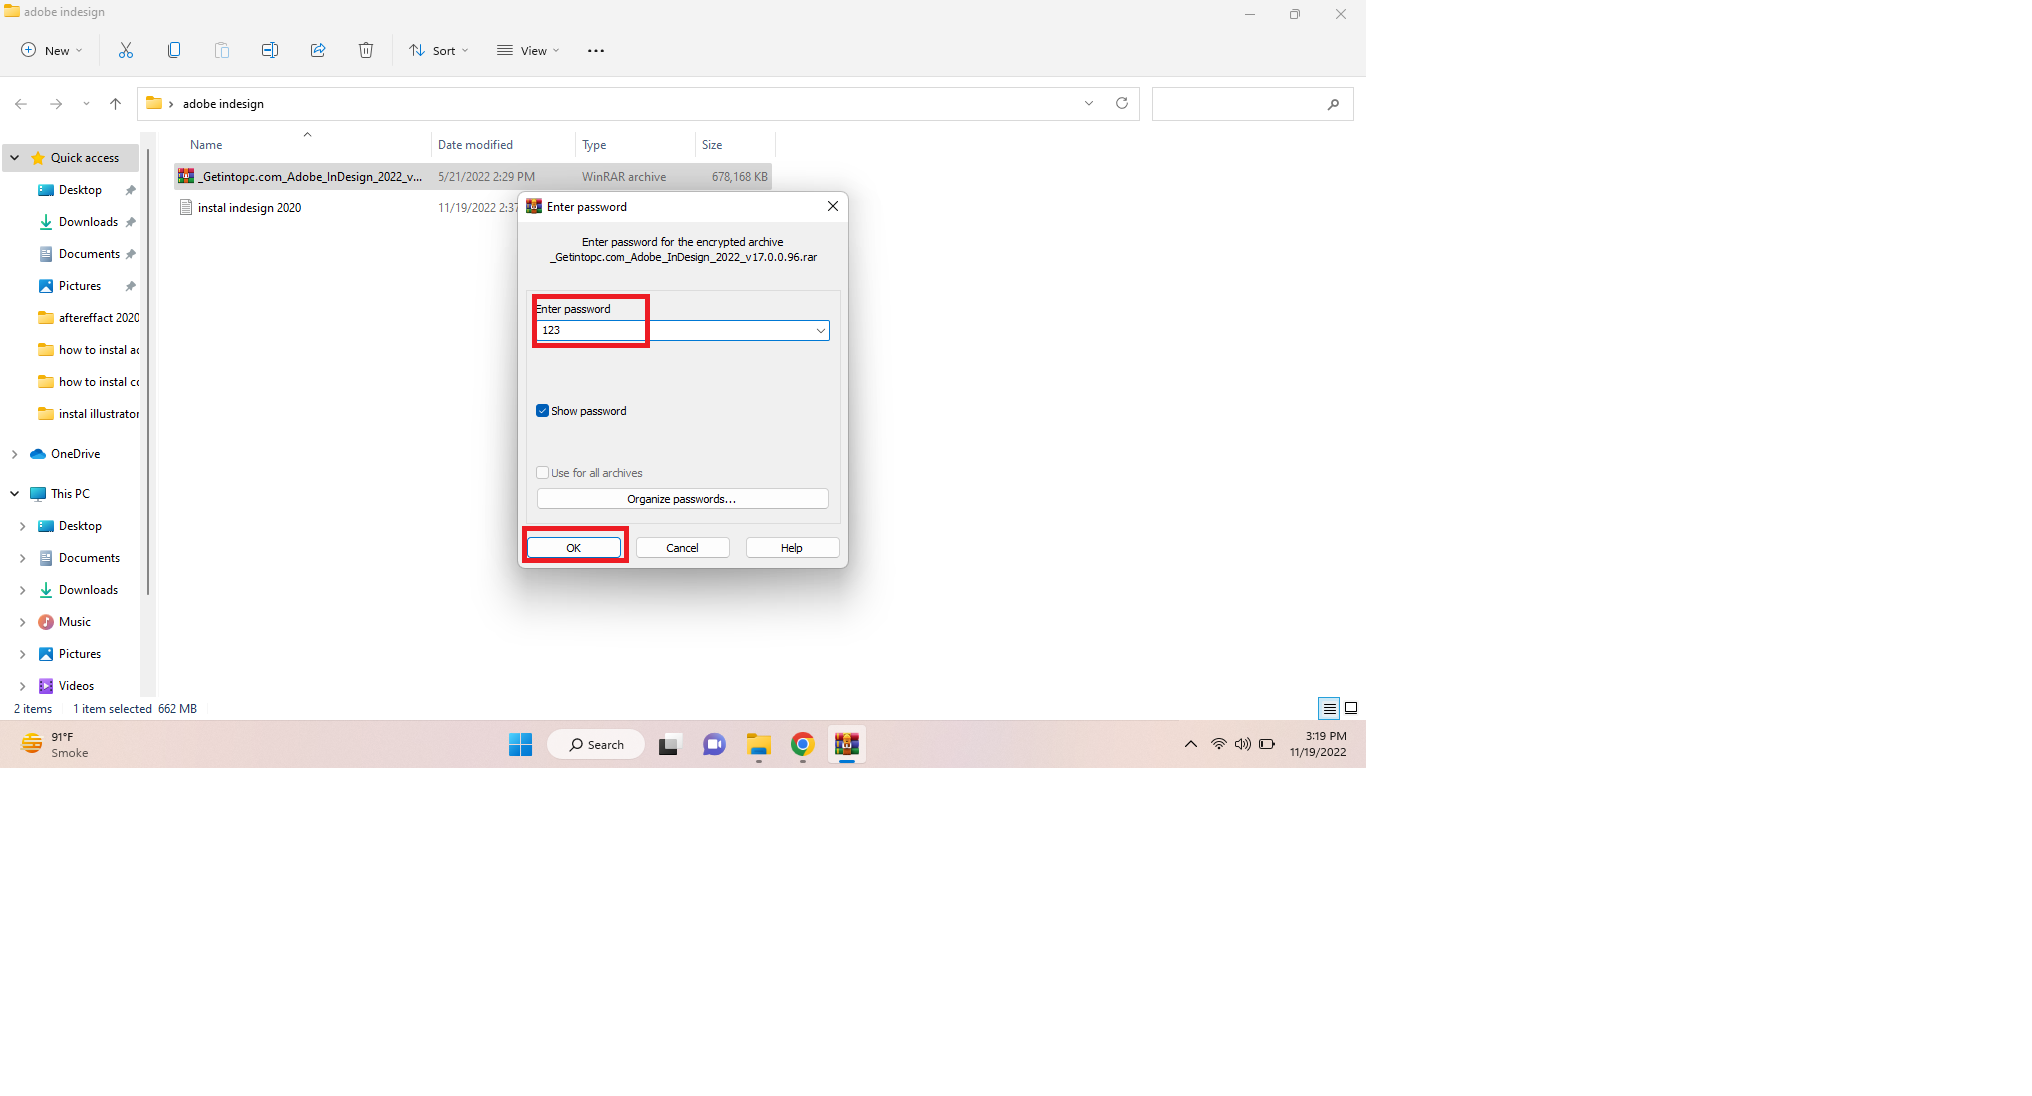 adobe indesign
New
Sort
View
adobe indesign
Name
Date modified
Type
Size
Quick access
_Getintopc.com_Adobe_InDesign_2022_v...
5/21/2022 2:29 PM
WinRAR archive
678,168 KB
Desktop
instal indesign 2020
11/19/2022 2:37
Downloads
Documents
Pictures
aftereffact 2020
how to instal ac
how to instal co
instal illustrator
OneDrive
This PC
Desktop
Documents
Downloads
Music
Pictures
Videos
Enter password
Enter password for the encrypted archive
_Getintopc.com_Adobe_InDesign_2022_v17.0.0.96.rar
Enter password
123
Show password
Use for all archives
Organize passwords...
OK
Cancel
Help
2 items
1 item selected 662 MB
91°F
Smoke
Search
3:19 PM
11/19/2022